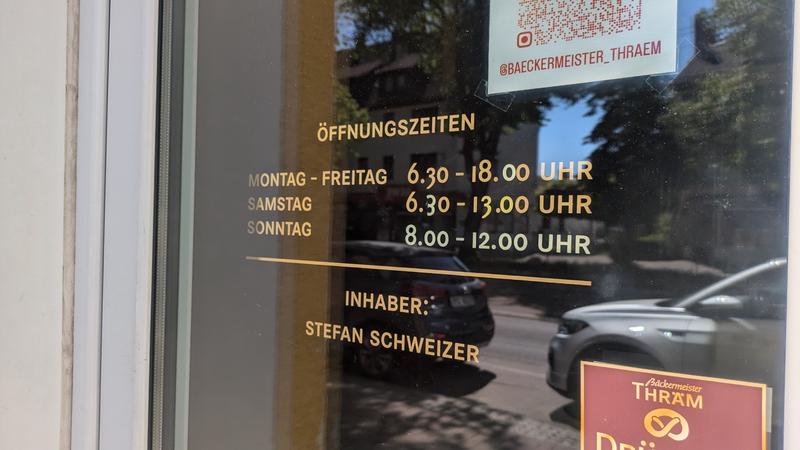 @BAECKERMEISTER_THRAEM
ÖFFNUNGSZEITEN
MONTAG - FREITAG 6.30 - 18.00 UHR
SAMSTAG 6.30 - 13.00 UHR
SONNTAG 8.00 - 12.00 UHR
INHABER:
STEFAN SCHWEIZER
Bäckermeister
THRÄM